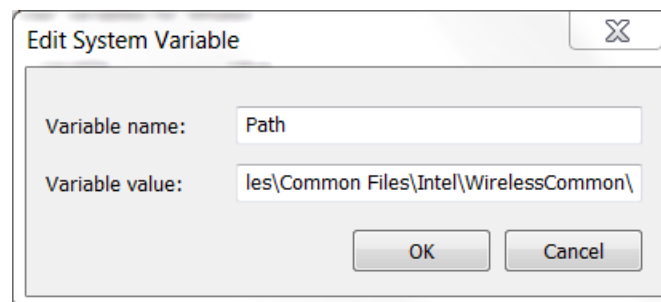 Edit System Variable
Variable name: Path
Variable value: les\Common Files\Intel\WirelessCommon\
OK Cancel